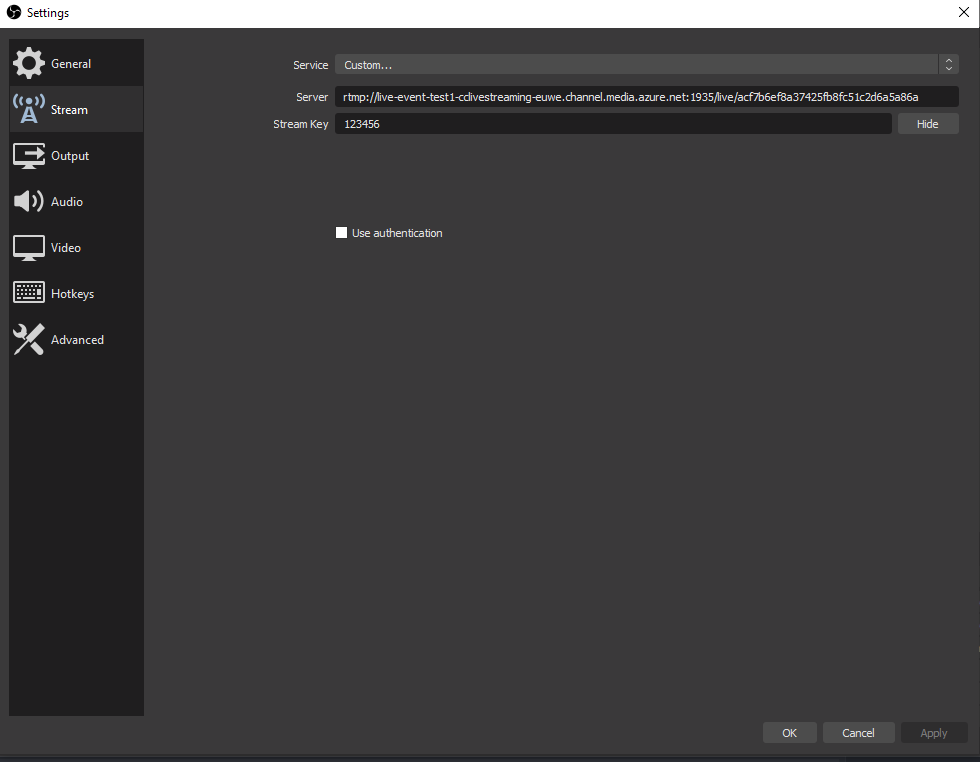 Settings
General
Stream
Output
Audio
Video
Hotkeys
Advanced
Service Custom...
Server rtmp://live-event-test1-cclivestreaming-euwe.channel.media.azure.net:1935/live/acf7b6ef8a37425fb8fc51c2d6a5a86a
Stream Key 123456 Hide
Use authentication
OK Cancel Apply